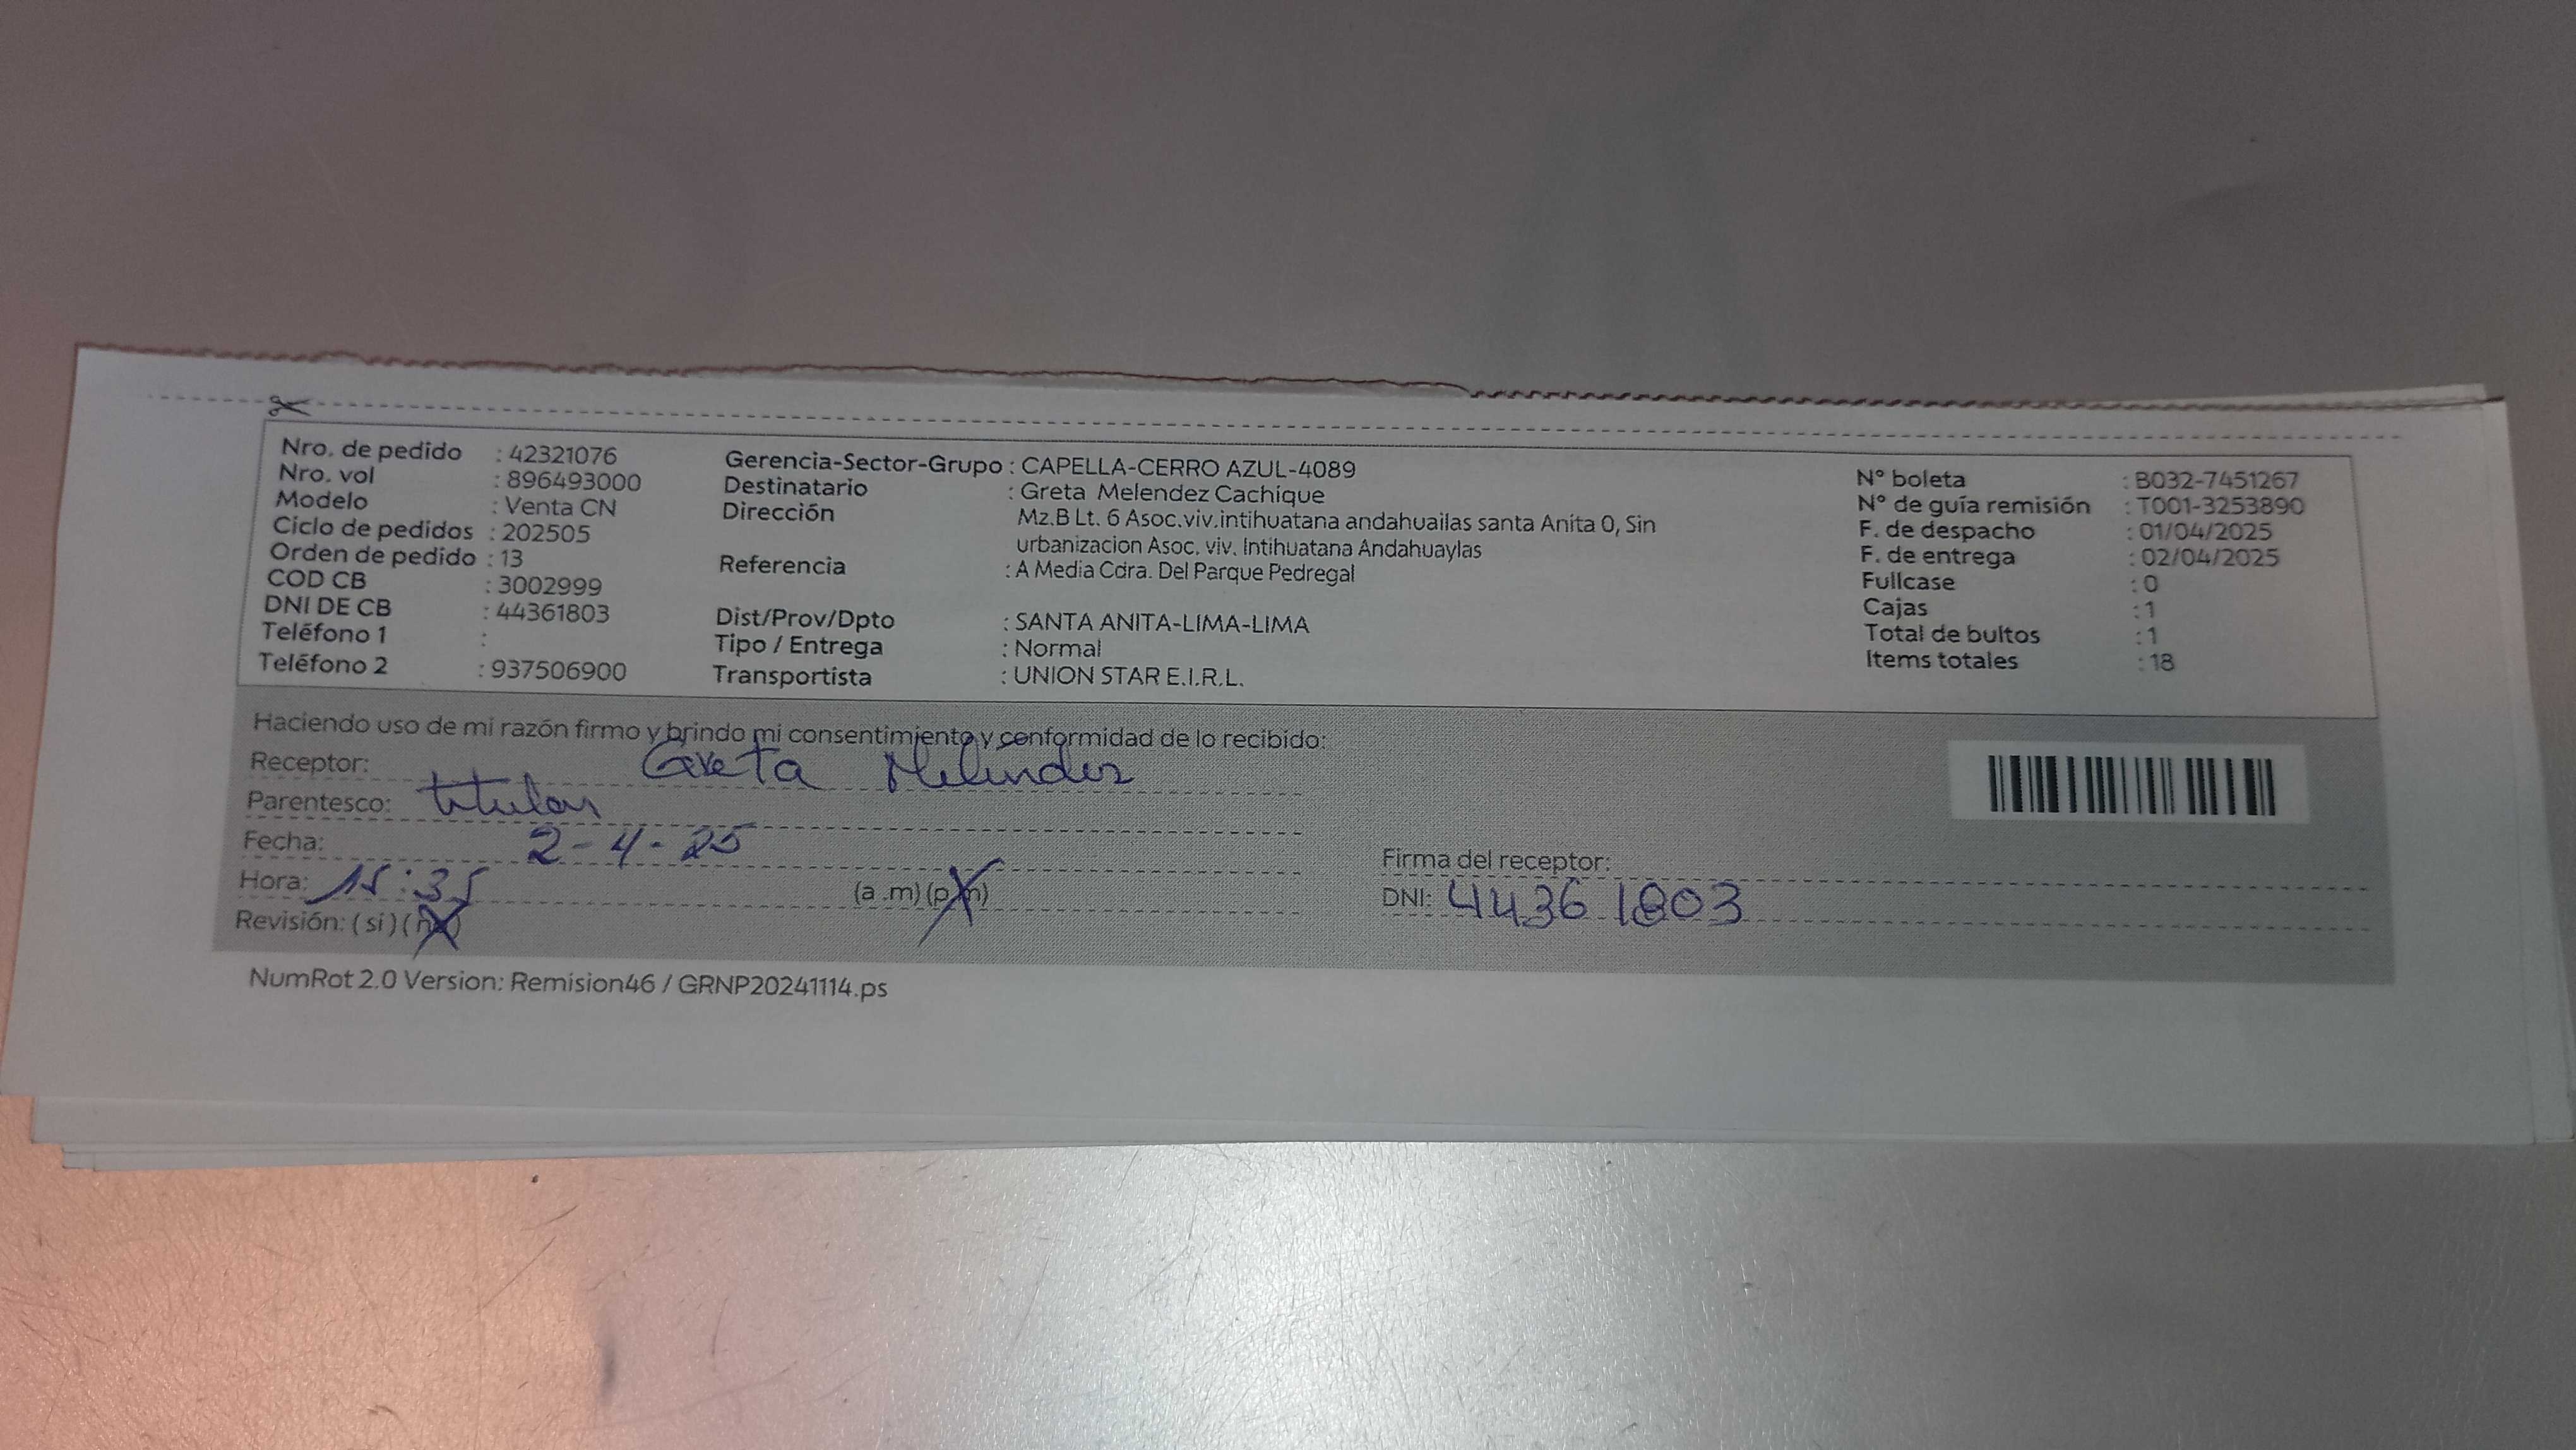 Nro. de pedido : 42321076
Nro. vol : 896493000
Modelo : Venta CN
Ciclo de pedidos : 202505
Orden de pedido : 13
COD CB : 3002999
DNI DE CB : 44361803
Teléfono 1 :
Teléfono 2 : 937506900
Gerencia-Sector-Grupo : CAPELLA-CERRO AZUL-4089
Destinatario : Greta Melendez Cachique
Dirección Mz.B Lt. 6 Asoc.viv.intihuatana andahuailas santa Anita 0, Sin
urbanizacion Asoc. viv. Intihuatana Andahuaylas
Referencia : A Media Cdra. Del Parque Pedregal
Dist/Prov/Dpto : SANTA ANITA-LIMA-LIMA
Tipo / Entrega : Normal
Transportista : UNION STAR E.I.R.L.
N° boleta : B032-7451267
N° de guía remisión : T001-3253890
F. de despacho : 01/04/2025
F. de entrega : 02/04/2025
Fullcase : 0
Cajas : 1
Total de bultos : 1
Items totales : 18
Haciendo uso de mi razón firmo y brindo mi consentimiento y conformidad de lo recibido:
Receptor: Greta Melendez
Parentesco: titular
Fecha: 2-4-25
Hora: 15:35 (a .m) (p.m)
Revisión: ( si ) ( no )
Firma del receptor:
DNI: 44361803
NumRot 2.0 Version: Remision46 / GRNP20241114.ps